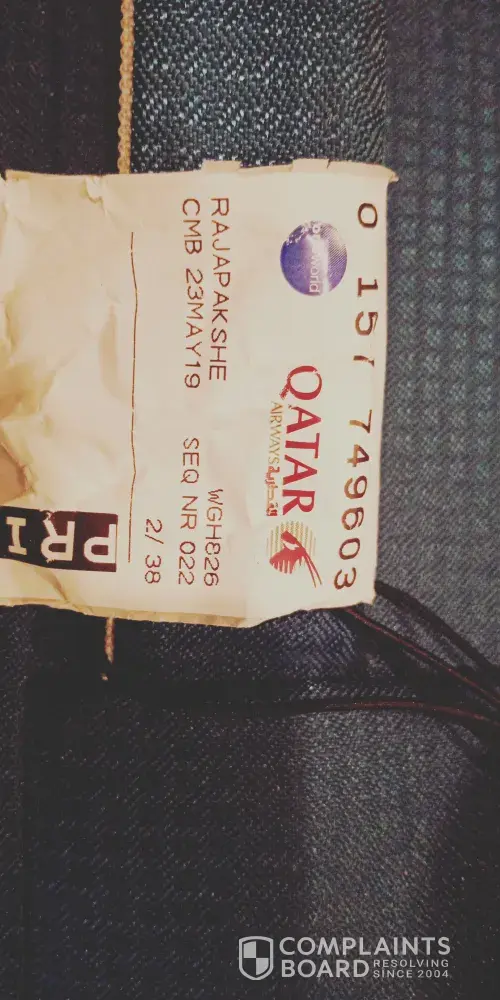 0 157 749603
oneworld
QATAR
AIRWAYS القطرية
RAJAPAKSHE WGH826
CMB 23MAY19 SEQ NR 022
2/ 38
COMPLAINTS
BOARD RESOLVING
SINCE 2004